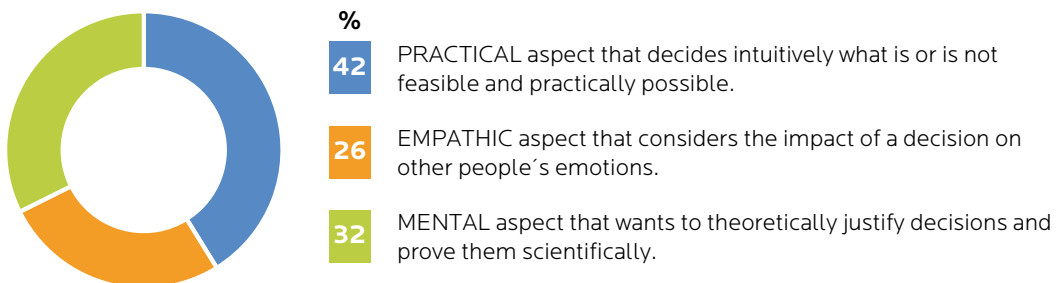 %
42
PRACTICAL aspect that decides intuitively what is or is not
feasible and practically possible.
26
EMPATHIC aspect that considers the impact of a decision on
other people´s emotions.
32
MENTAL aspect that wants to theoretically justify decisions and
prove them scientifically.